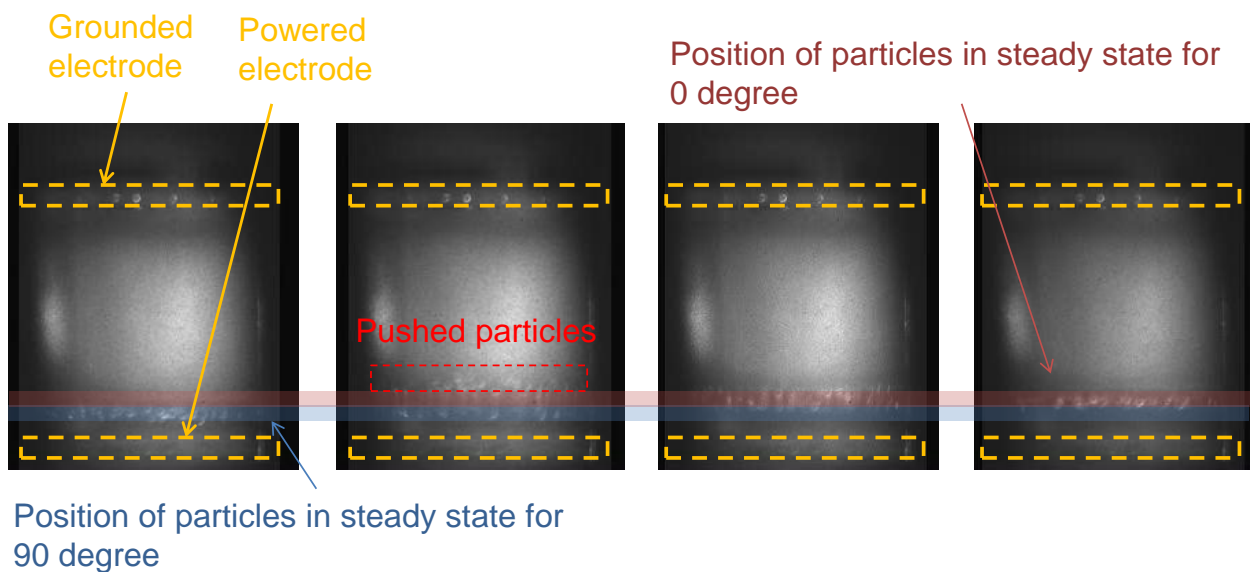 Grounded
electrode
Powered
electrode
Position of particles in steady state for
0 degree
Pushed particles
Position of particles in steady state for
90 degree